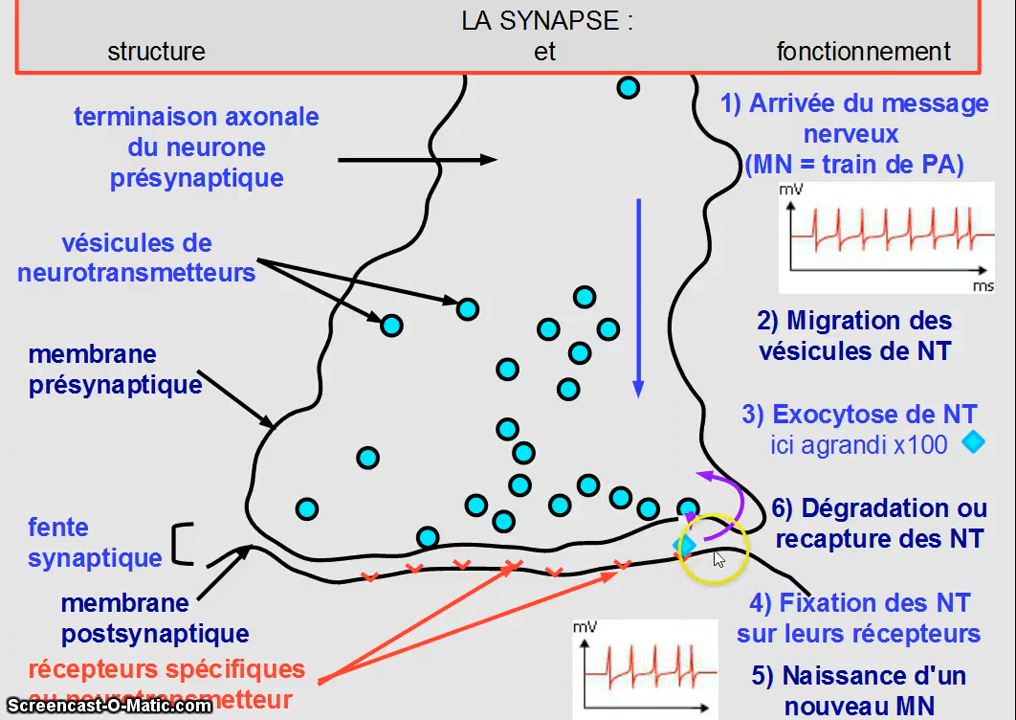 LA SYNAPSE :
structure et fonctionnement
terminaison axonale
du neurone
présynaptique
vésicules de
neurotransmetteurs
membrane
présynaptique
fente
synaptique
membrane
postsynaptique
récepteurs spécifiques
au neurotransmetteur
1) Arrivée du message
nerveux
(MN = train de PA)
mV
ms
2) Migration des
vésicules de NT
3) Exocytose de NT
ici agrandi x100
6) Dégradation ou
recapture des NT
4) Fixation des NT
sur leurs récepteurs
mV
5) Naissance d'un
nouveau MN
Screencast-O-Matic.com